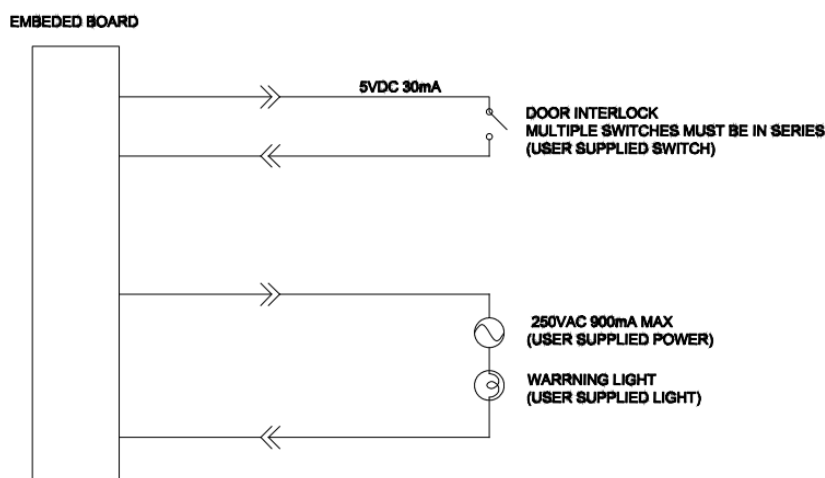 EMBEDED BOARD
5VDC 30mA
DOOR INTERLOCK
MULTIPLE SWITCHES MUST BE IN SERIES
(USER SUPPLIED SWITCH)
250VAC 900mA MAX
(USER SUPPLIED POWER)
WARRNING LIGHT
(USER SUPPLIED LIGHT)